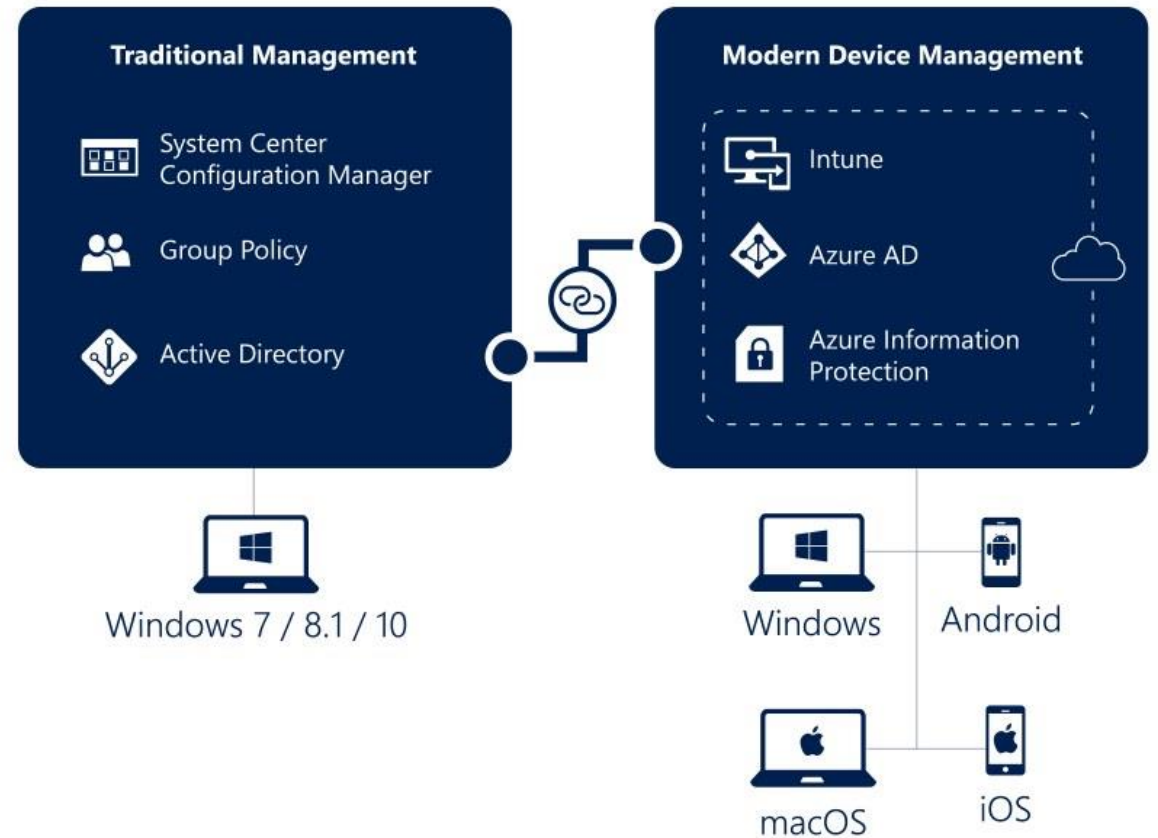 Traditional Management
System Center
Configuration Manager
Group Policy
Active Directory
Windows 7 / 8.1 / 10
Modern Device Management
Intune
Azure AD
Azure Information
Protection
Windows
Android
macOS
iOS